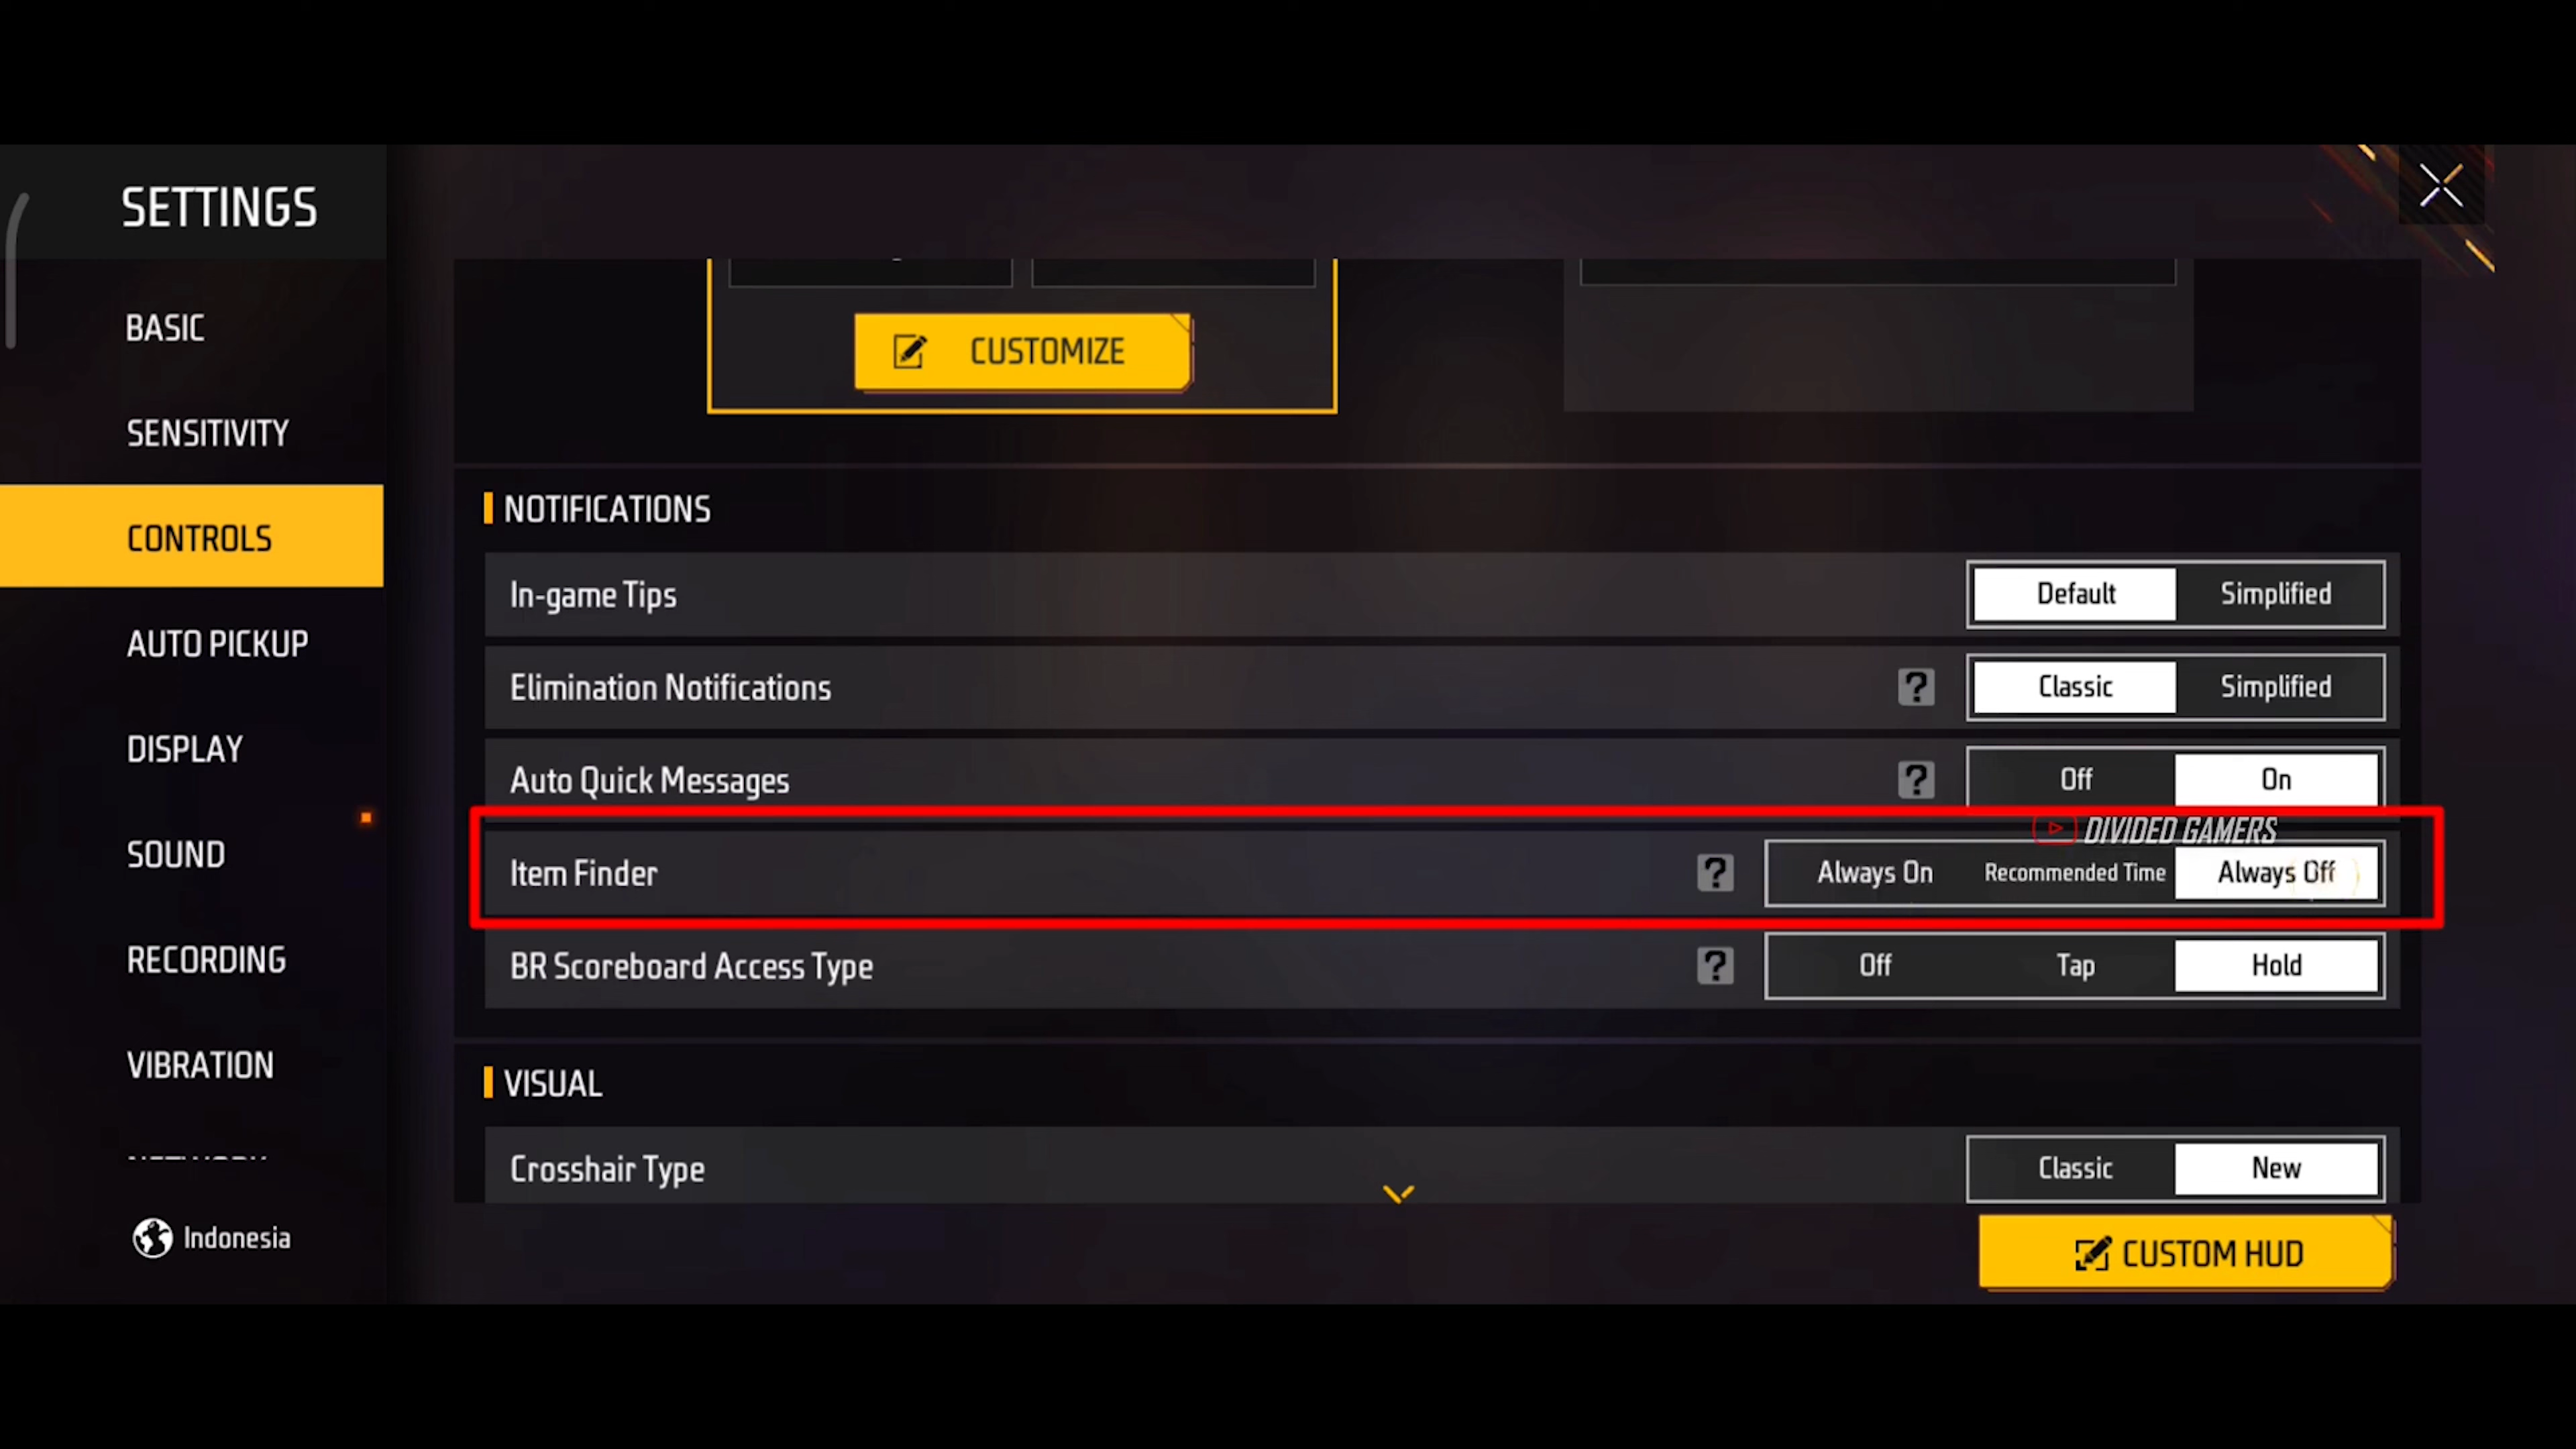 SETTINGS
BASIC
SENSITIVITY
CONTROLS
AUTO PICKUP
DISPLAY
SOUND
RECORDING
VIBRATION
Indonesia
CUSTOMIZE
NOTIFICATIONS
In-game Tips
Default Simplified
Elimination Notifications
? Classic Simplified
Auto Quick Messages
? Off On
DIVIDED GAMERS
Item Finder
? Always On Recommended Time Always Off
BR Scoreboard Access Type
? Off Tap Hold
VISUAL
Crosshair Type
Classic New
CUSTOM HUD